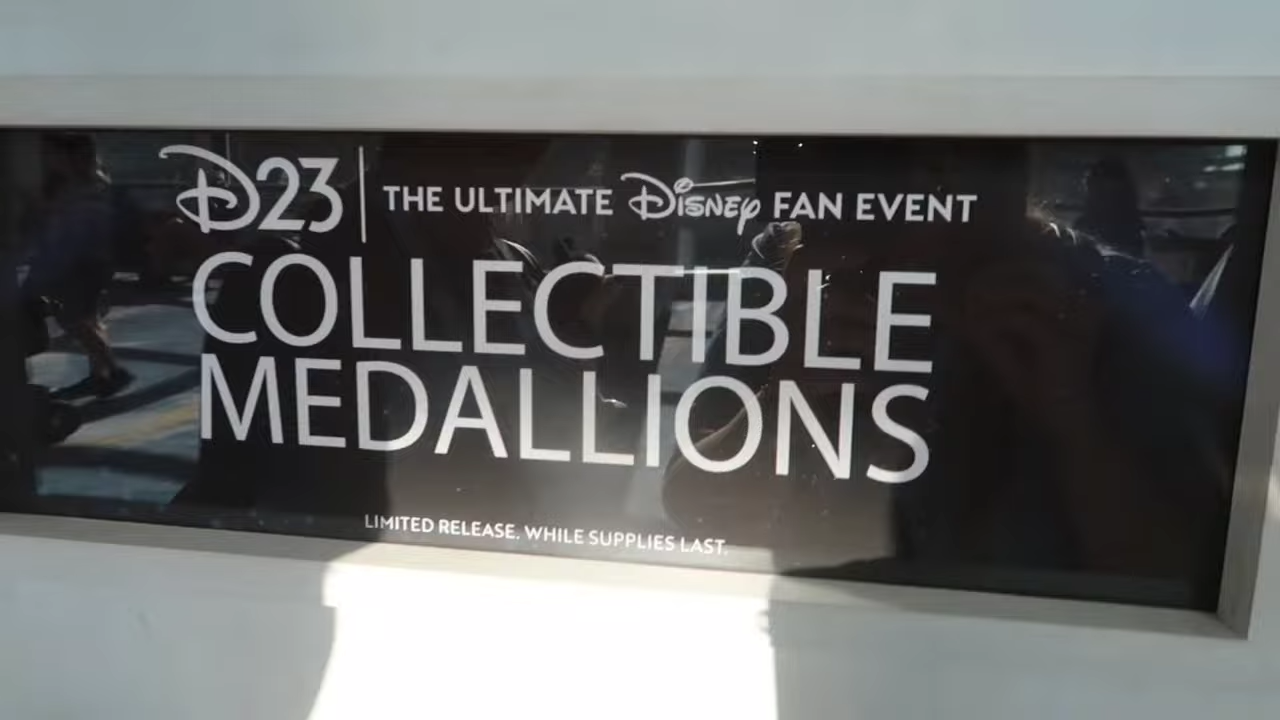 D23 | THE ULTIMATE Disney FAN EVENT
COLLECTIBLE
MEDALLIONS
LIMITED RELEASE. WHILE SUPPLIES LAST.